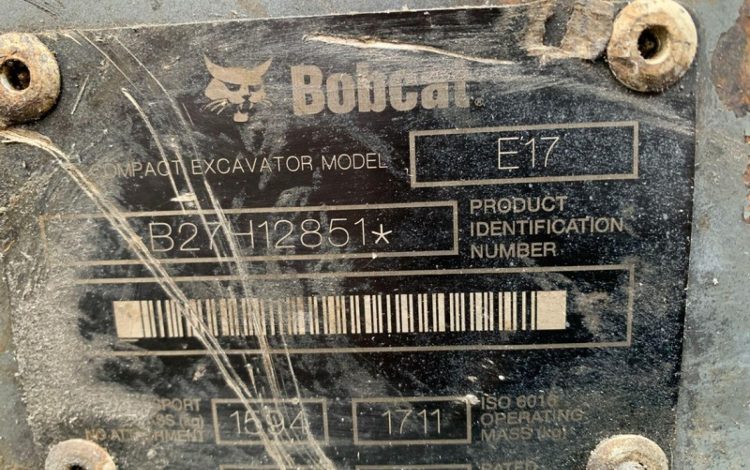 Bobcat
COMPACT EXCAVATOR MODEL E17
B27H12851* PRODUCT
IDENTIFICATION
NUMBER
1594 1711 ISO 6016
OPERATING
MASS (kg)